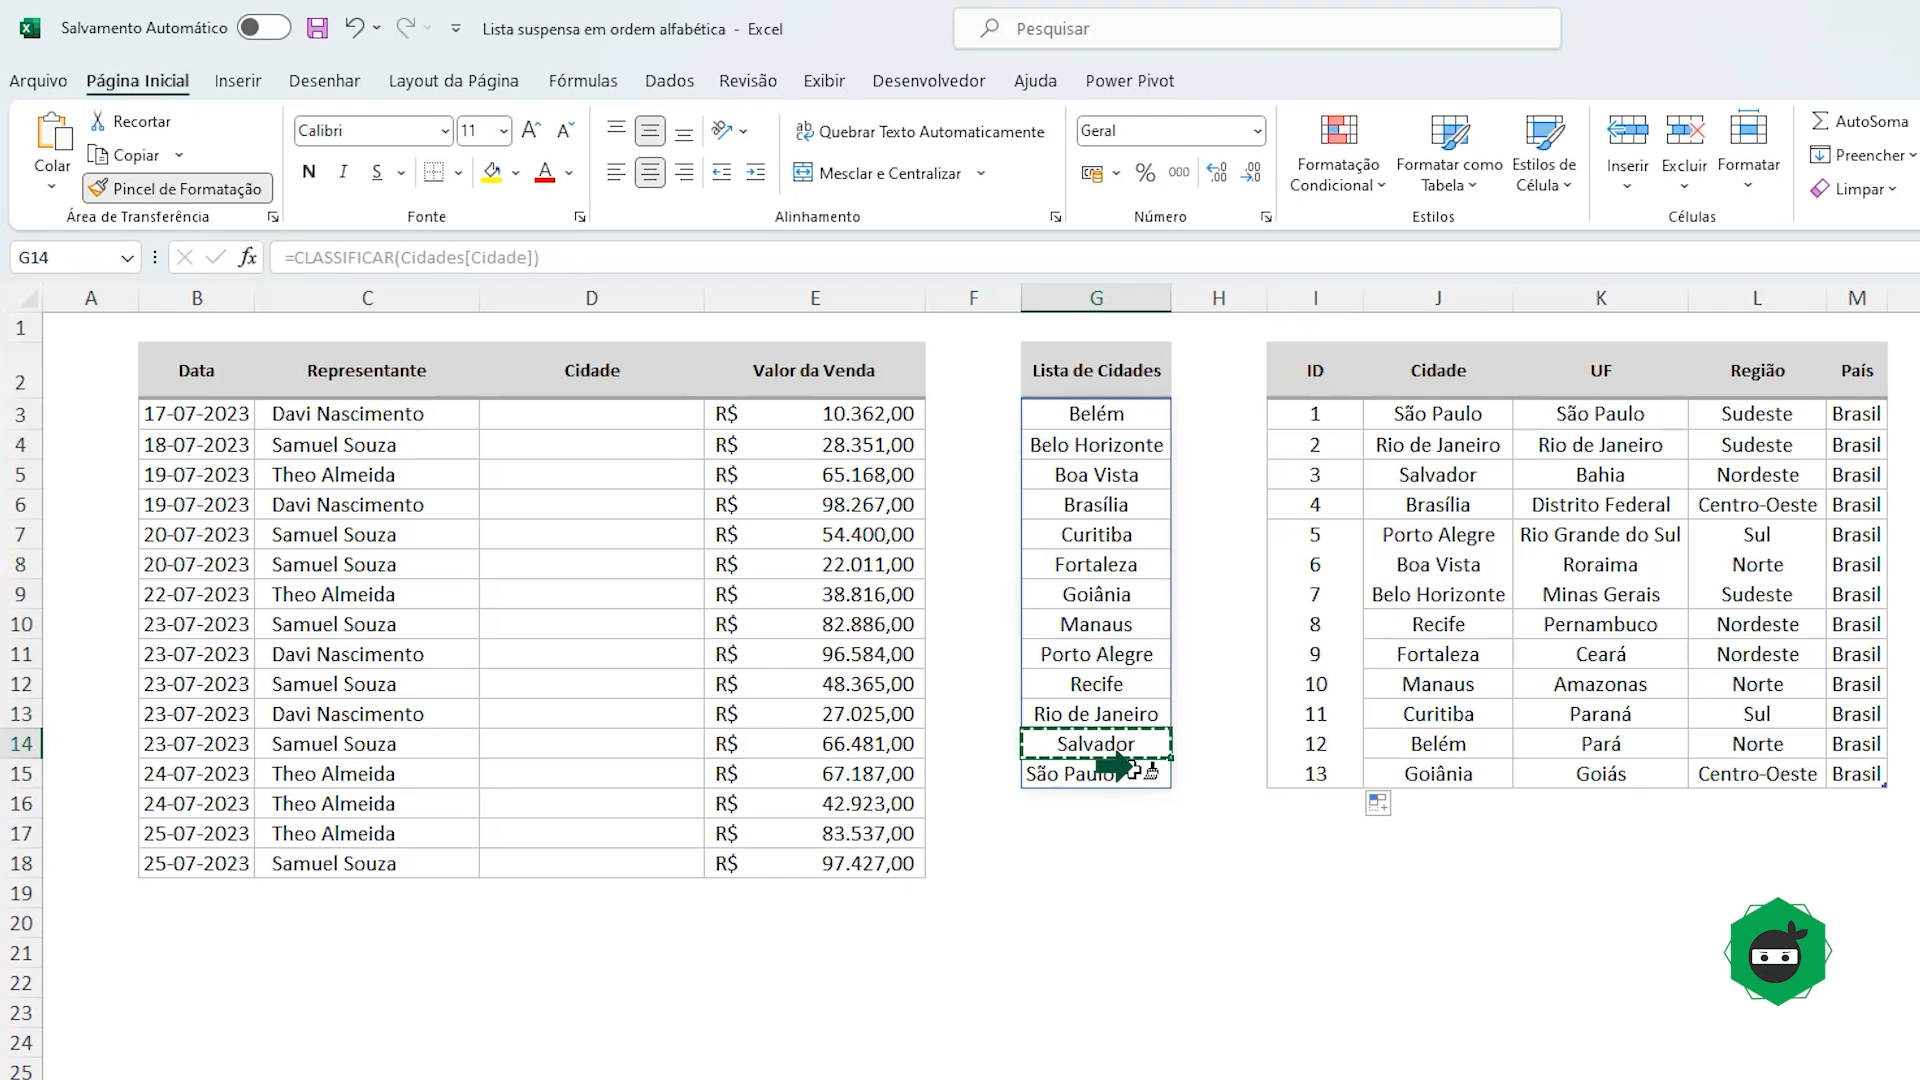 Salvamento Automático
Lista suspensa em ordem alfabética - Excel
Pesquisar
Arquivo Página Inicial Inserir Desenhar Layout da Página Fórmulas Dados Revisão Exibir Desenvolvedor Ajuda Power Pivot
Colar
Recortar
Copiar
Pincel de Formatação
Área de Transferência
Calibri 11
N I S
Fonte
Quebrar Texto Automaticamente
Mesclar e Centralizar
Alinhamento
Geral
% 000
Número
Formatação Condicional
Formatar como Tabela
Estilos de Célula
Estilos
Inserir
Excluir
Formatar
Células
AutoSoma
Preencher
Limpar
G14 fx =CLASSIFICAR(Cidades[Cidade])
A B C D E F G H I J K L M
1
2 Data Representante Cidade Valor da Venda Lista de Cidades ID Cidade UF Região País
3 17-07-2023 Davi Nascimento R$ 10.362,00 Belém 1 São Paulo São Paulo Sudeste Brasil
4 18-07-2023 Samuel Souza R$ 28.351,00 Belo Horizonte 2 Rio de Janeiro Rio de Janeiro Sudeste Brasil
5 19-07-2023 Theo Almeida R$ 65.168,00 Boa Vista 3 Salvador Bahia Nordeste Brasil
6 19-07-2023 Davi Nascimento R$ 98.267,00 Brasília 4 Brasília Distrito Federal Centro-Oeste Brasil
7 20-07-2023 Samuel Souza R$ 54.400,00 Curitiba 5 Porto Alegre Rio Grande do Sul Sul Brasil
8 20-07-2023 Samuel Souza R$ 22.011,00 Fortaleza 6 Boa Vista Roraima Norte Brasil
9 22-07-2023 Theo Almeida R$ 38.816,00 Goiânia 7 Belo Horizonte Minas Gerais Sudeste Brasil
10 23-07-2023 Samuel Souza R$ 82.886,00 Manaus 8 Recife Pernambuco Nordeste Brasil
11 23-07-2023 Davi Nascimento R$ 96.584,00 Porto Alegre 9 Fortaleza Ceará Nordeste Brasil
12 23-07-2023 Samuel Souza R$ 48.365,00 Recife 10 Manaus Amazonas Norte Brasil
13 23-07-2023 Davi Nascimento R$ 27.025,00 Rio de Janeiro 11 Curitiba Paraná Sul Brasil
14 23-07-2023 Samuel Souza R$ 66.481,00 Salvador 12 Belém Pará Norte Brasil
15 24-07-2023 Theo Almeida R$ 67.187,00 São Paulo 13 Goiânia Goiás Centro-Oeste Brasil
16 24-07-2023 Theo Almeida R$ 42.923,00
17 25-07-2023 Theo Almeida R$ 83.537,00
18 25-07-2023 Samuel Souza R$ 97.427,00
19
20
21
22
23
24
25